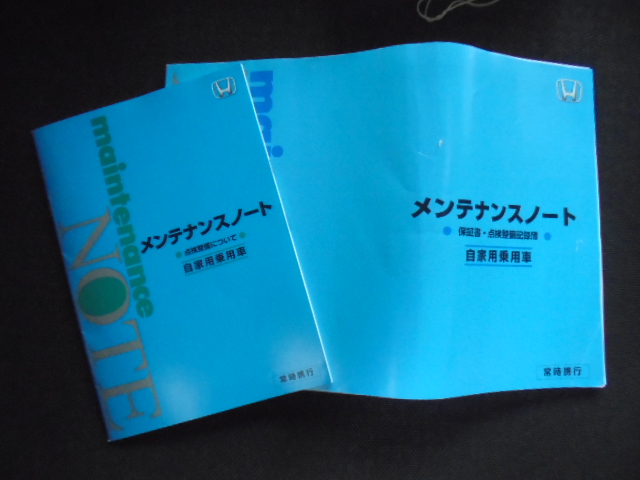 maintenance
NOTE
メンテナンスノート
点検整備について
自家用乗用車
常時携行
mai
メンテナンスノート
保証書・点検整備記録簿
自家用乗用車
常時携行